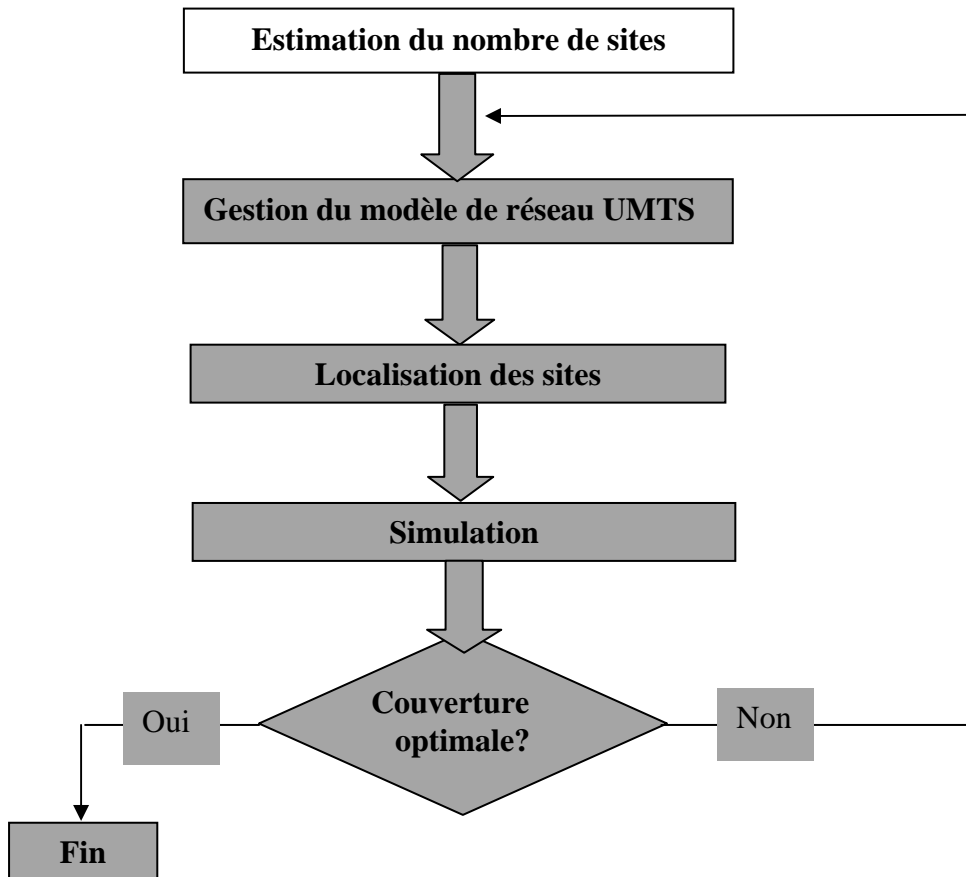 Estimation du nombre de sites
Gestion du modèle de réseau UMTS
Localisation des sites
Simulation
Couverture
optimale?
Oui
Non
Fin